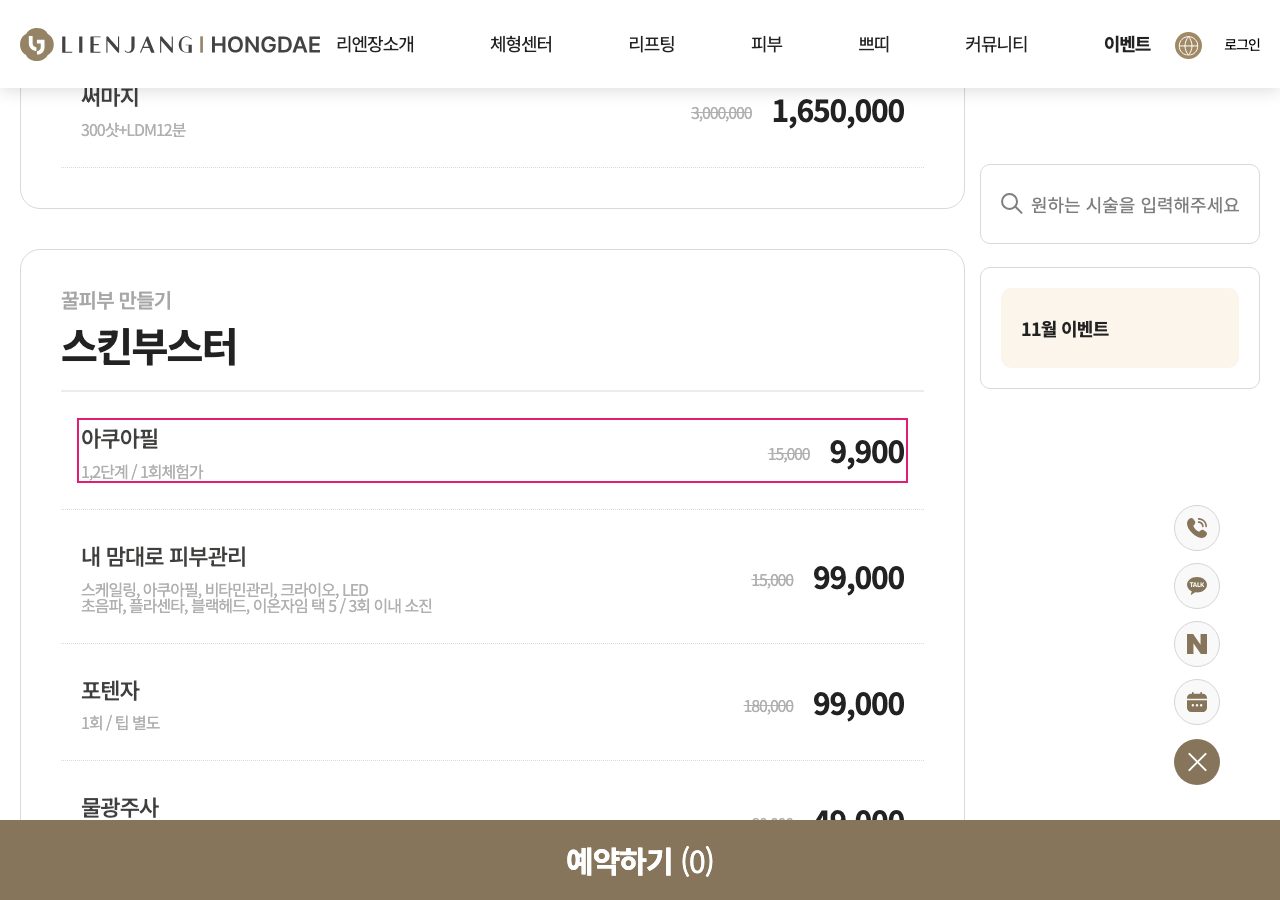 LIENJANG HONGDAE
리엔장소개
체형센터
리프팅
피부
쁘띠
커뮤니티
이벤트
로그인
써마지
300샷+LDM12분
3,000,000 1,650,000
원하는 시술을 입력해주세요
11월 이벤트
꿀피부 만들기
스킨부스터
아쿠아필
1,2단계 / 1회체험가
15,000 9,900
내 맘대로 피부관리
스케일링, 아쿠아필, 비타민관리, 크라이오, LED
초음파, 플라센타, 블랙헤드, 이온자임 택 5 / 3회 이내 소진
15,000 99,000
포텐자
1회 / 팁 별도
180,000 99,000
물광주사
49,000
TALK
N
예약하기 (0)